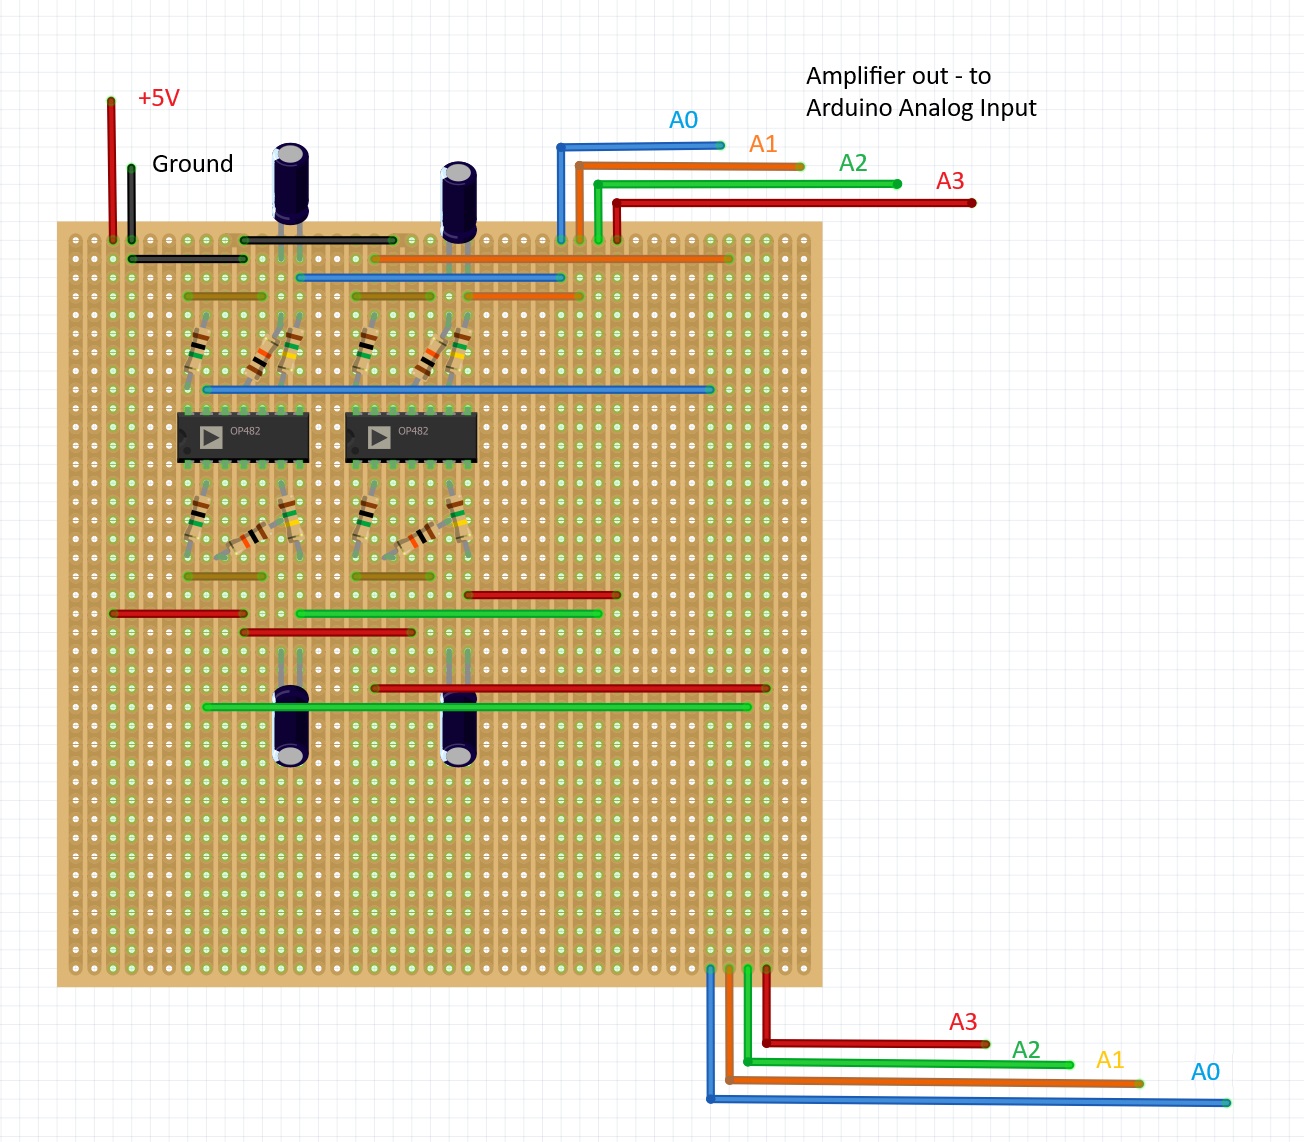 Amplifier out - to
Arduino Analog Input
+5V
A0
A1
Ground
A2
A3
OP482
OP482
A3
A2
A1
A0